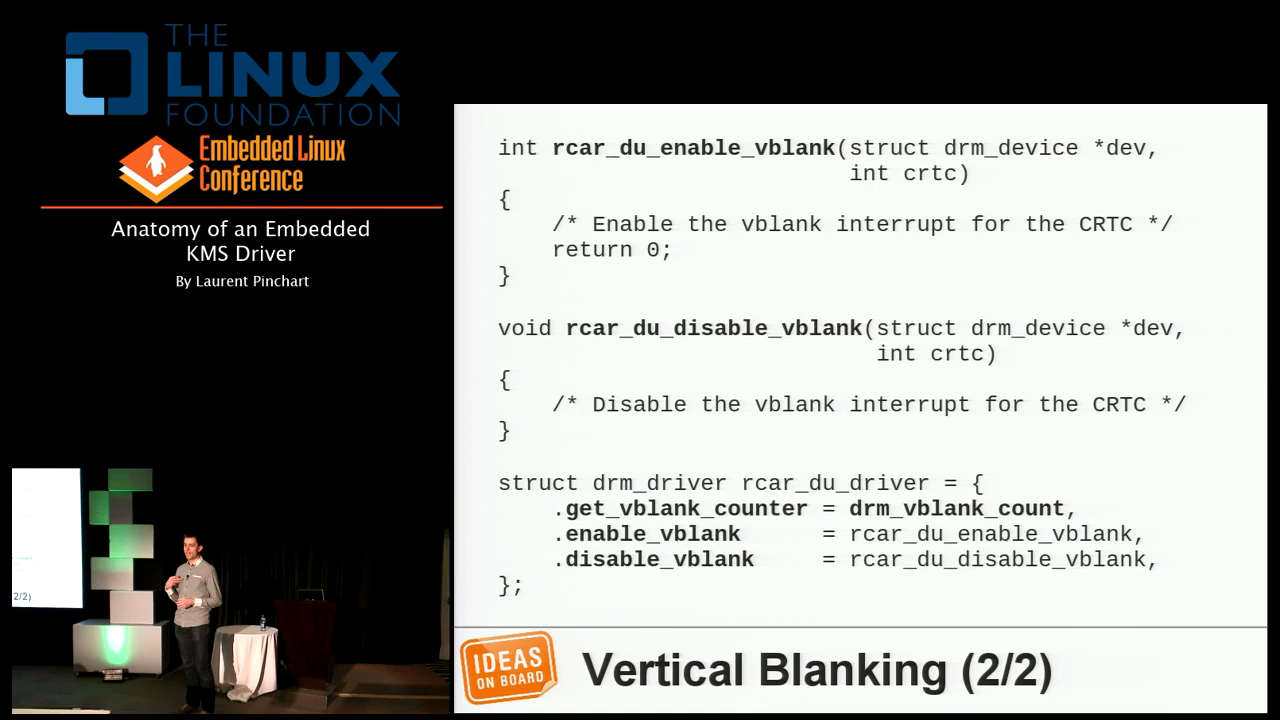 THE
LINUX
FOUNDATION
Embedded Linux
Conference
Anatomy of an Embedded
KMS Driver
By Laurent Pinchart
int rcar_du_enable_vblank(struct drm_device *dev,
int crtc)
{
/* Enable the vblank interrupt for the CRTC */
return 0;
}
void rcar_du_disable_vblank(struct drm_device *dev,
int crtc)
{
/* Disable the vblank interrupt for the CRTC */
}
struct drm_driver rcar_du_driver = {
.get_vblank_counter = drm_vblank_count,
.enable_vblank = rcar_du_enable_vblank,
.disable_vblank = rcar_du_disable_vblank,
};
IDEAS
ON BOARD
Vertical Blanking (2/2)
2/2)